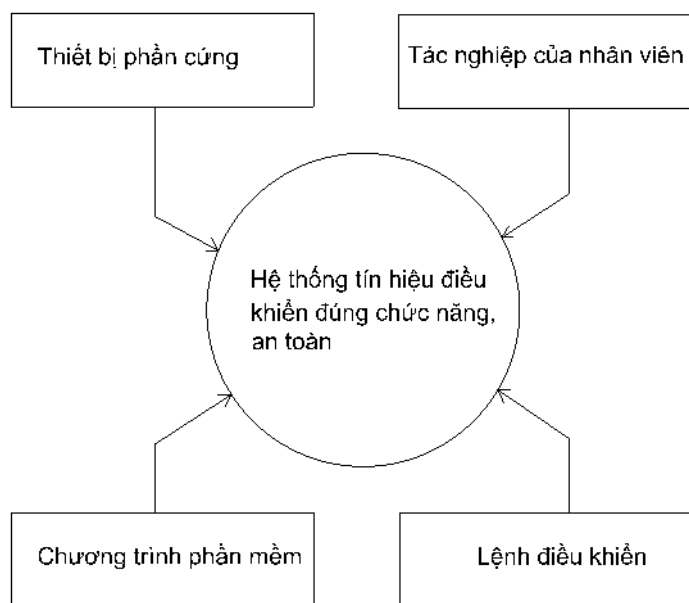 Thiết bị phần cứng
Tác nghiệp của nhân viên
Hệ thống tín hiệu điều
khiển đúng chức năng,
an toàn
Chương trình phần mềm
Lệnh điều khiển